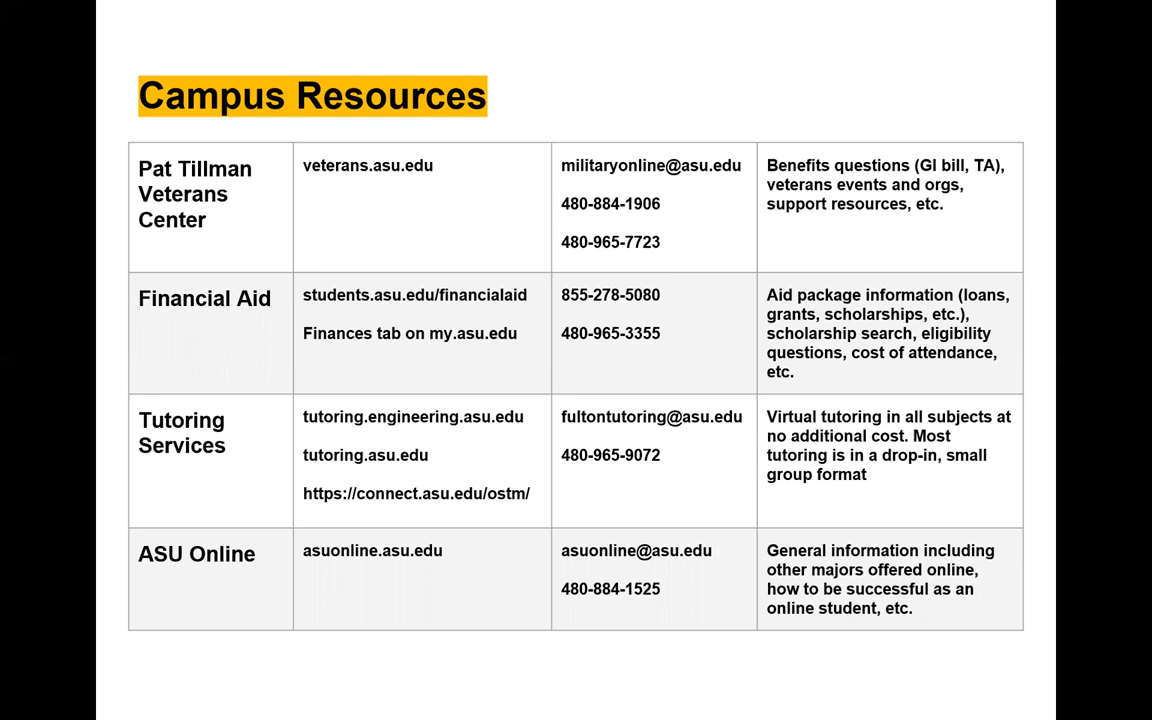 Campus Resources
Pat Tillman
Veterans
Center
veterans.asu.edu
militaryonline@asu.edu
480-884-1906
480-965-7723
Benefits questions (GI bill, TA),
veterans events and orgs,
support resources, etc.
Financial Aid
students.asu.edu/financialaid
Finances tab on my.asu.edu
855-278-5080
480-965-3355
Aid package information (loans,
grants, scholarships, etc.),
scholarship search, eligibility
questions, cost of attendance,
etc.
Tutoring
Services
tutoring.engineering.asu.edu
tutoring.asu.edu
https://connect.asu.edu/ostm/
fultontutoring@asu.edu
480-965-9072
Virtual tutoring in all subjects at
no additional cost. Most
tutoring is in a drop-in, small
group format
ASU Online
asuonline.asu.edu
asuonline@asu.edu
480-884-1525
General information including
other majors offered online,
how to be successful as an
online student, etc.